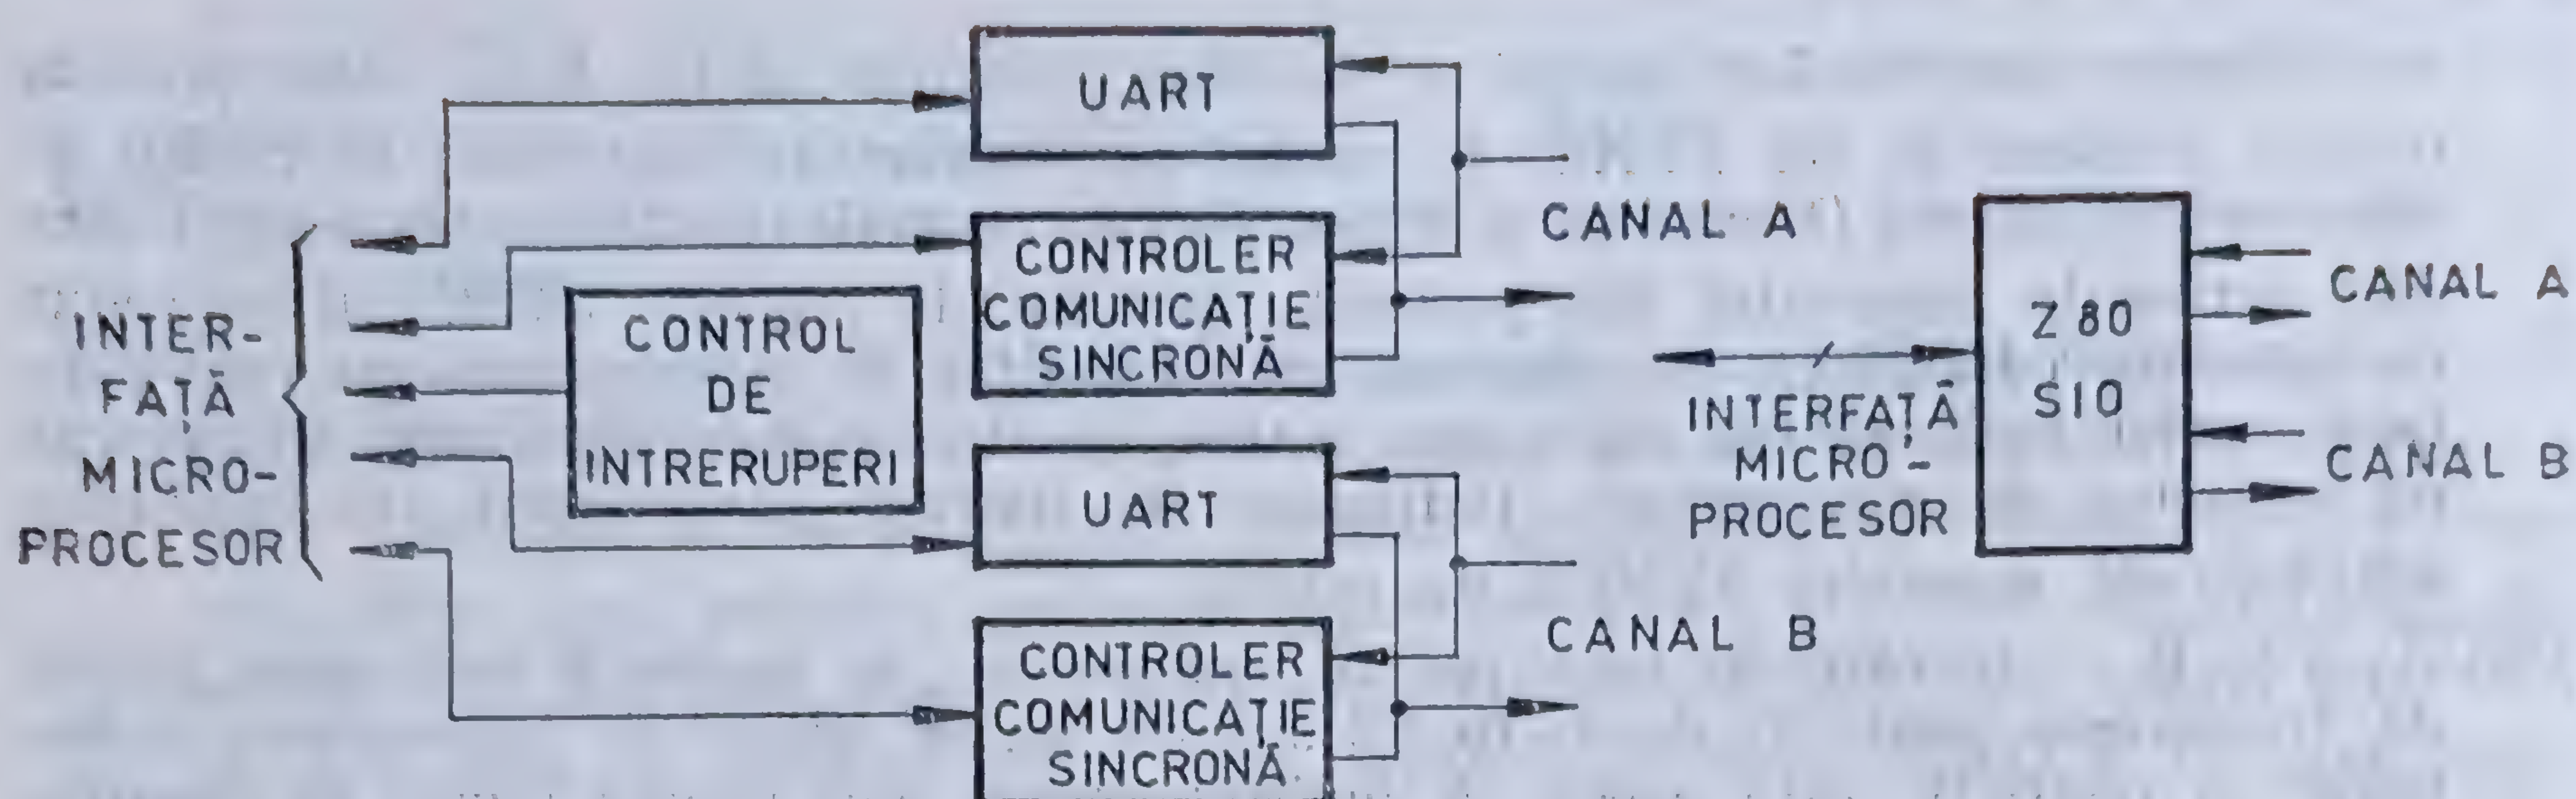 INTER-
FAȚĂ
MICRO-
PROCESOR
UART
CONTROLER
COMUNICAȚIE
SINCRONĂ
CONTROL
DE
INTRERUPERI
UART
CONTROLER
COMUNICAȚIE
SINCRONĂ
CANAL A
CANAL B
INTERFAȚĂ
MICRO-
PROCESOR
Z 80
SIO
CANAL A
CANAL B